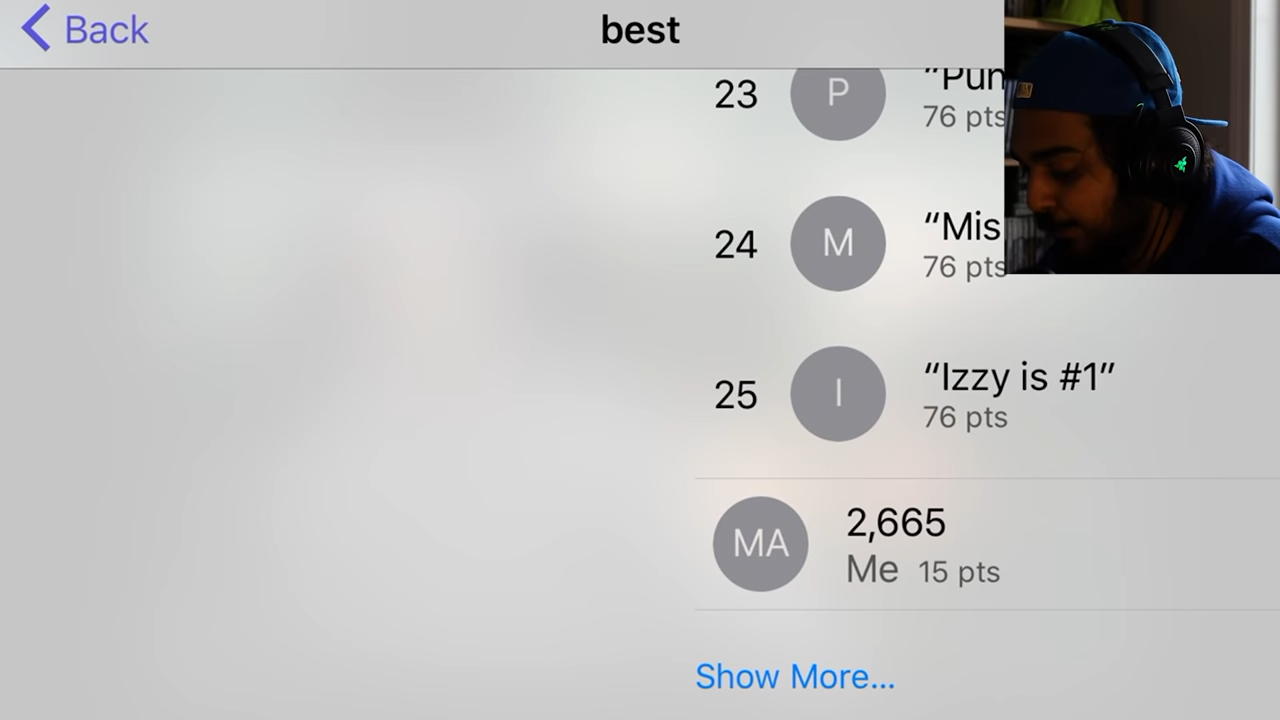 Back
best
23
P
76 pts
24
M
“Mis
76 pts
25
I
“Izzy is #1”
76 pts
MA
2,665
Me 15 pts
Show More...